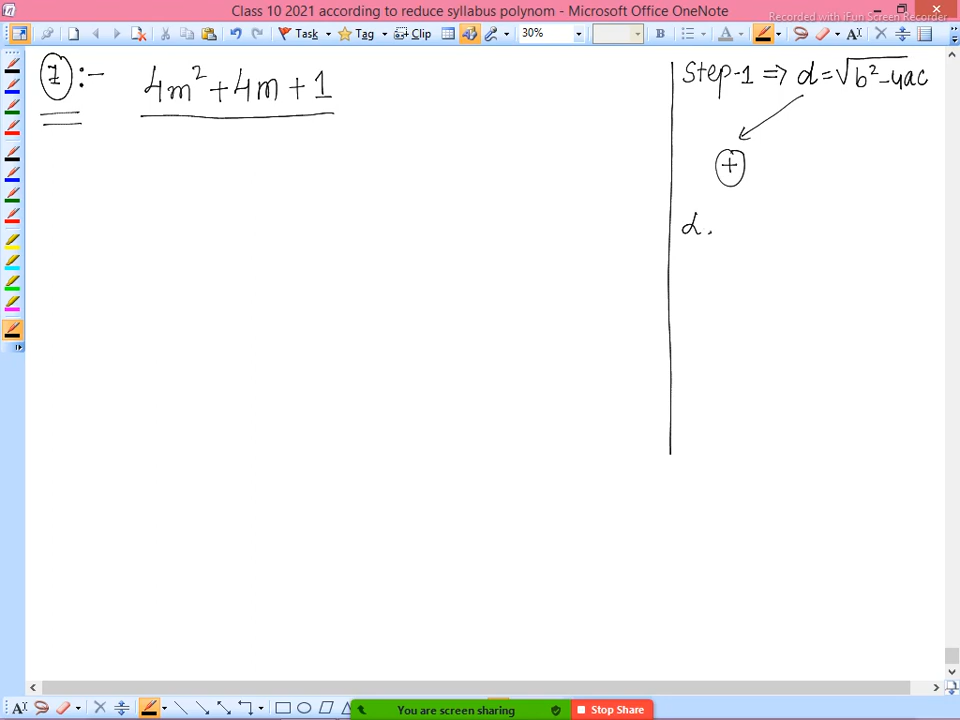 Class 10 2021 according to reduce syllabus polynom - Microsoft Office OneNote
Recorded with iFun Screen Recorder
Task Tag Clip 30% B A
7 :- 4m² + 4m + 1
Step-1 ⇒ d = √b² - 4ac
+
d.
You are screen sharing Stop Share